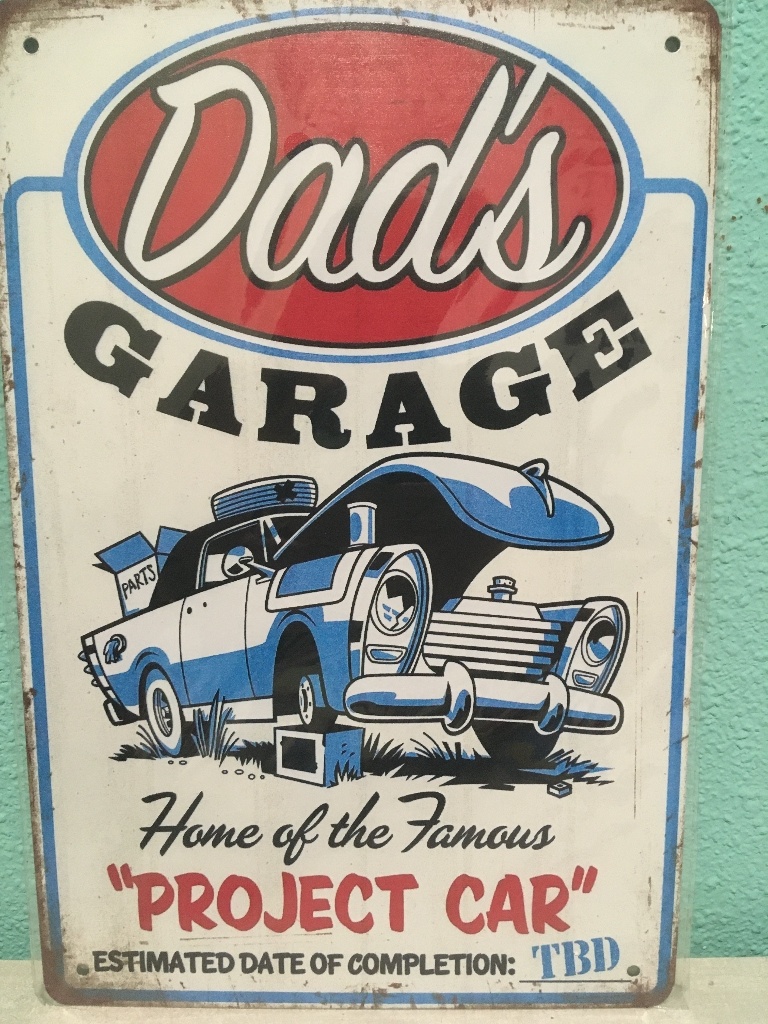 Dad's
GARAGE
PARTS
Home of the Famous
"PROJECT CAR"
ESTIMATED DATE OF COMPLETION: TBD